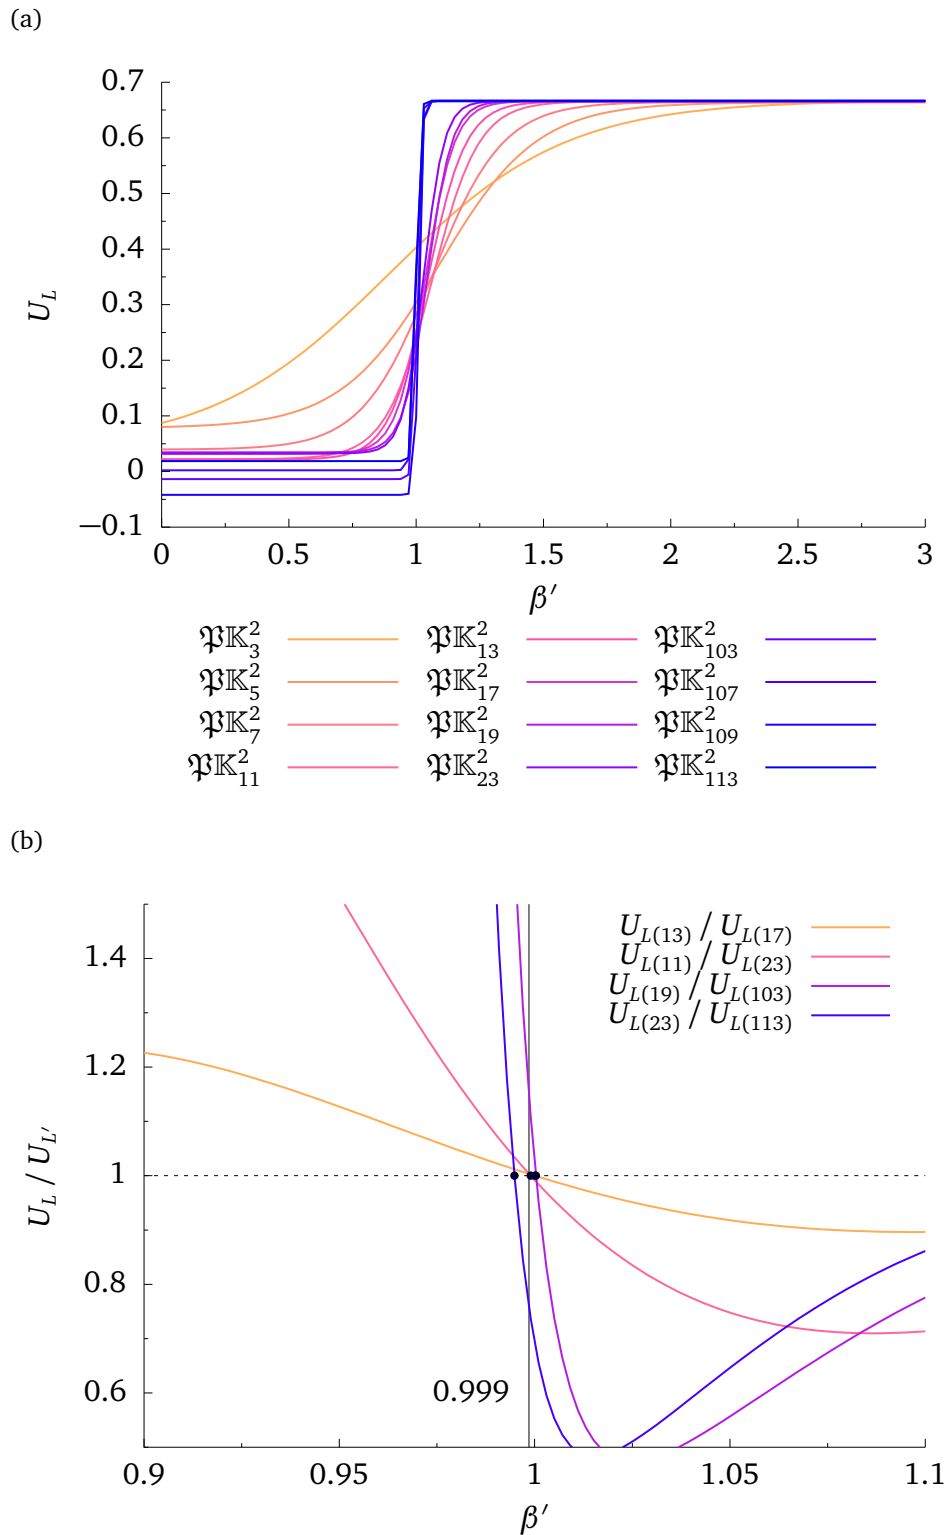 (a)
0.7
0.6
0.5
0.4
0.3
0.2
0.1
0
−0.1
U_L
0 0.5 1 1.5 2 2.5 3
β′
𝔓𝕂²₃ 𝔓𝕂²₁₃ 𝔓𝕂²₁₀₃
𝔓𝕂²₅ 𝔓𝕂²₁₇ 𝔓𝕂²₁₀₇
𝔓𝕂²₇ 𝔓𝕂²₁₉ 𝔓𝕂²₁₀₉
𝔓𝕂²₁₁ 𝔓𝕂²₂₃ 𝔓𝕂²₁₁₃
(b)
U_L(13) / U_L(17)
U_L(11) / U_L(23)
U_L(19) / U_L(103)
U_L(23) / U_L(113)
1.4
1.2
1
0.8
0.6
U_L / U_L′
0.999
0.9 0.95 1 1.05 1.1
β′